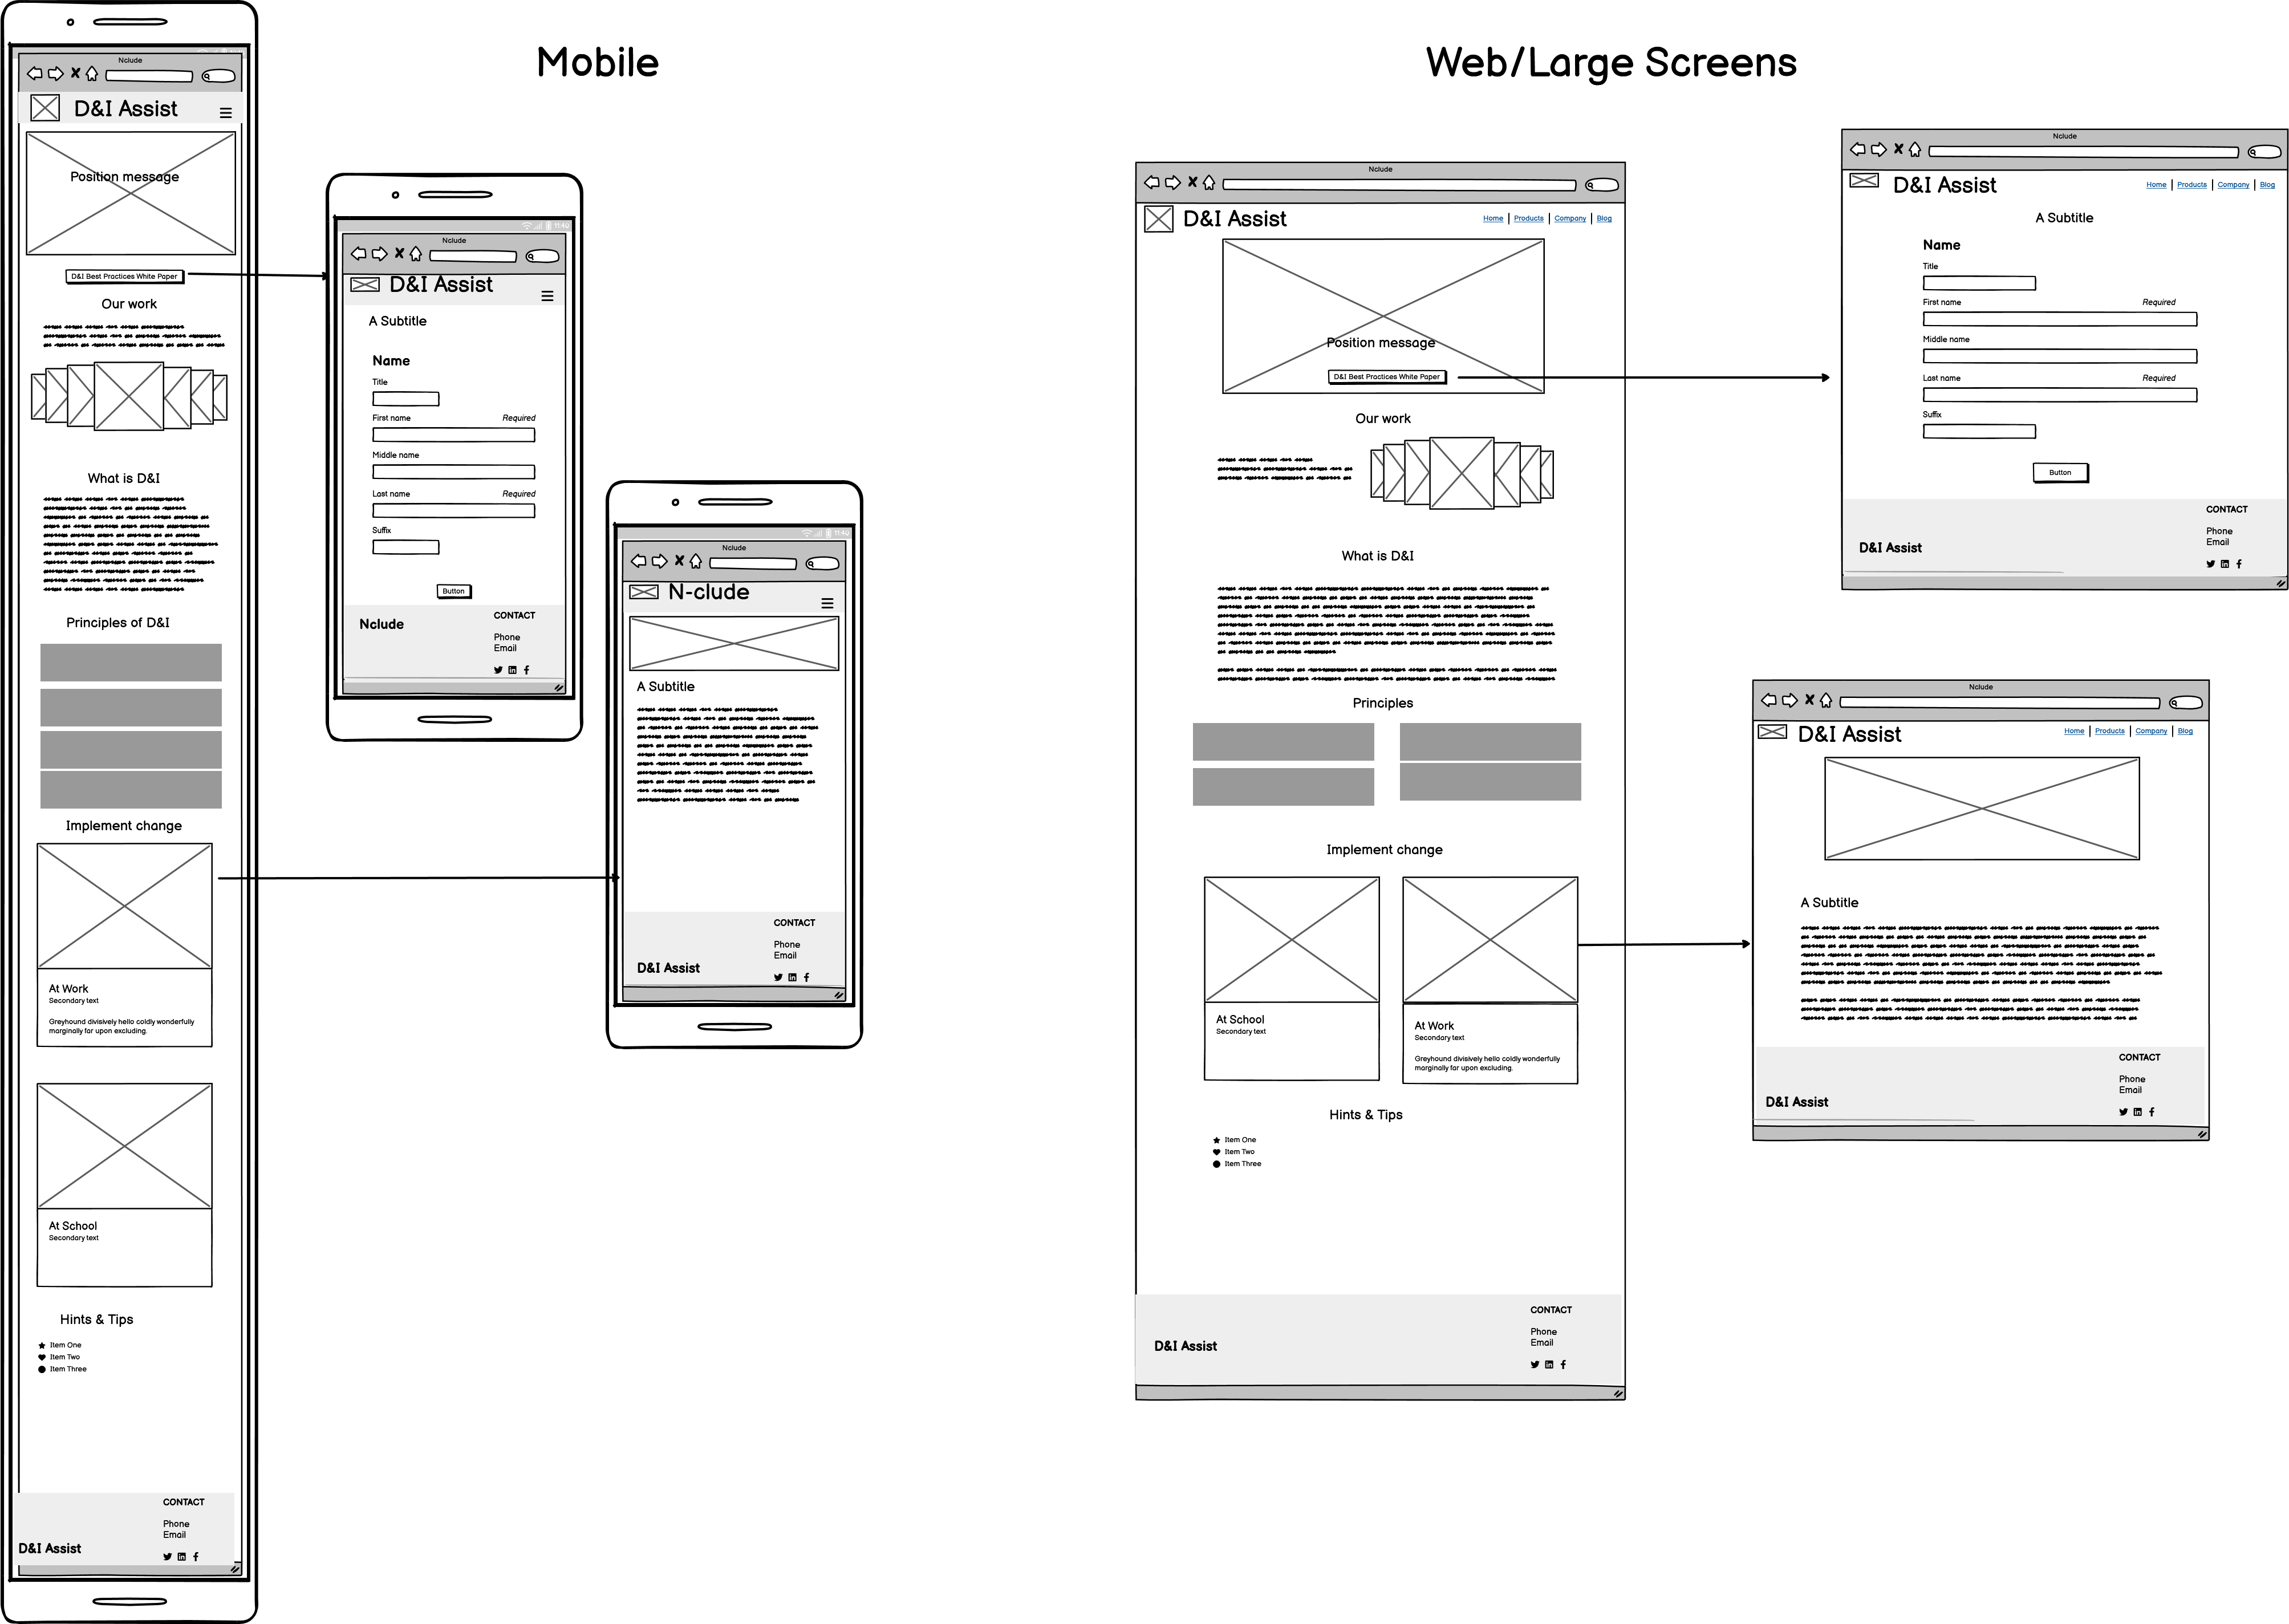 Mobile
Web/Large Screens
Nclude
D&I Assist
Position message
D&I Best Practices White Paper
Our work
What is D&I
Principles of D&I
Implement change
At Work
Secondary text
Greyhound divisively hello coldly wonderfully
marginally far upon excluding.
At School
Secondary text
Hints & Tips
Item One
Item Two
Item Three
CONTACT
Phone
Email
D&I Assist
11:40
Nclude
D&I Assist
A Subtitle
Name
Title
First name Required
Middle name
Last name Required
Suffix
Button
CONTACT
Nclude
Phone
Email
11:40
Nclude
N-clude
A Subtitle
CONTACT
Phone
Email
D&I Assist
Nclude
D&I Assist
Home Products Company Blog
Position message
D&I Best Practices White Paper
Our work
What is D&I
Principles
Implement change
At School
Secondary text
At Work
Secondary text
Greyhound divisively hello coldly wonderfully
marginally far upon excluding.
Hints & Tips
Item One
Item Two
Item Three
CONTACT
Phone
Email
D&I Assist
Nclude
D&I Assist
Home Products Company Blog
A Subtitle
Name
Title
First name Required
Middle name
Last name Required
Suffix
Button
CONTACT
Phone
Email
D&I Assist
Nclude
D&I Assist
Home Products Company Blog
A Subtitle
CONTACT
Phone
Email
D&I Assist